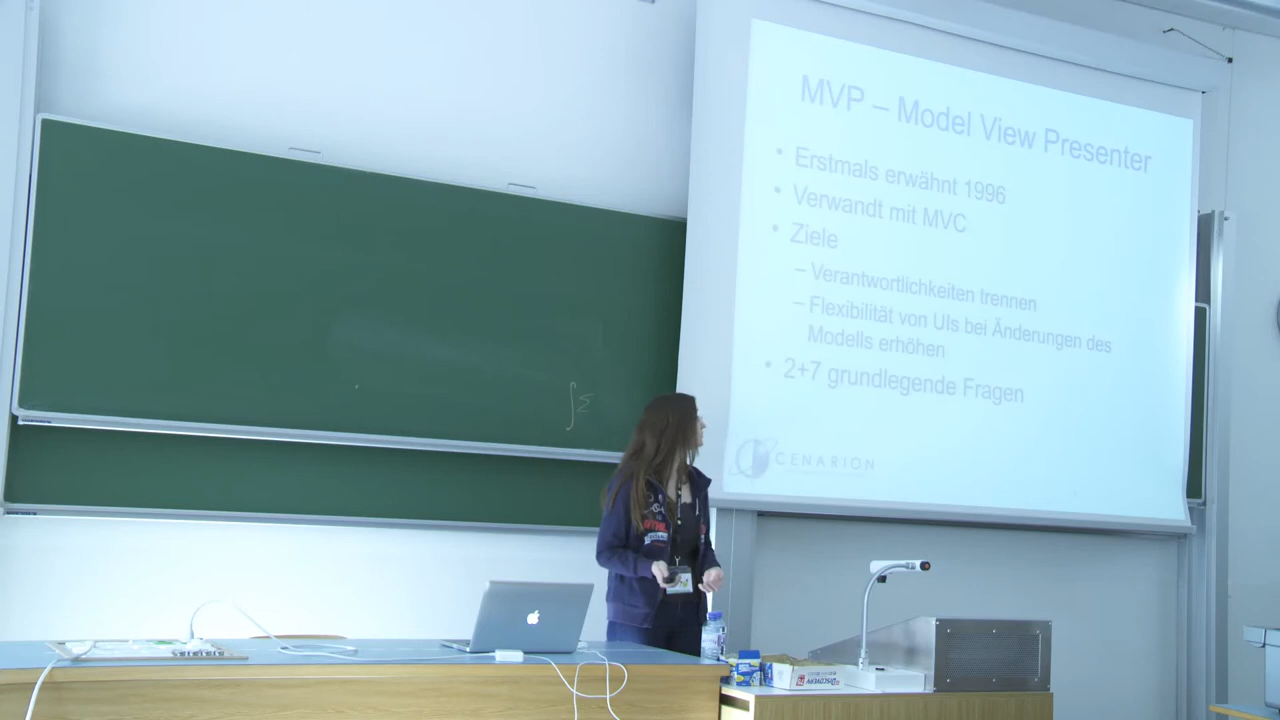 MVP – Model View Presenter
• Erstmals erwähnt 1996
• Verwandt mit MVC
• Ziele
– Verantwortlichkeiten trennen
– Flexibilität von UIs bei Änderungen des
Modells erhöhen
• 2+7 grundlegende Fragen
CENARION
∫Σ